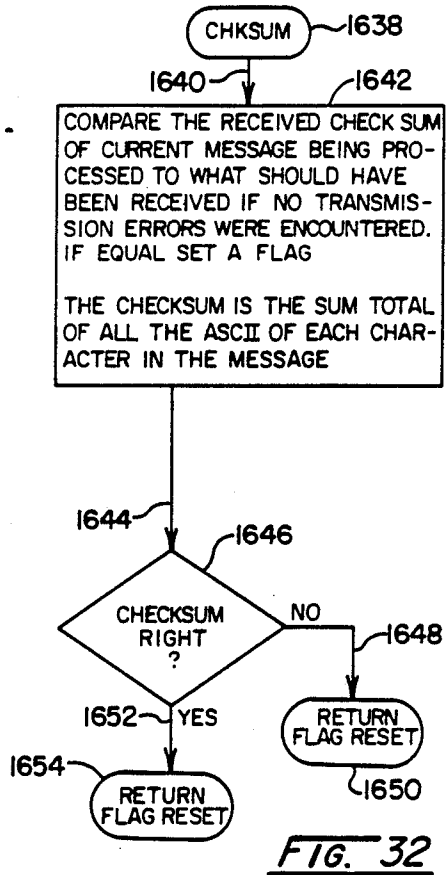 CHKSUM
1638
1640
1642
COMPARE THE RECEIVED CHECK SUM
OF CURRENT MESSAGE BEING PRO-
CESSED TO WHAT SHOULD HAVE
BEEN RECEIVED IF NO TRANSMIS-
SION ERRORS WERE ENCOUNTERED.
IF EQUAL SET A FLAG
THE CHECKSUM IS THE SUM TOTAL
OF ALL THE ASCII OF EACH CHAR-
ACTER IN THE MESSAGE
1644
1646
CHECKSUM
RIGHT
?
NO
1648
RETURN
FLAG RESET
1650
1652
YES
1654
RETURN
FLAG RESET
FIG. 32